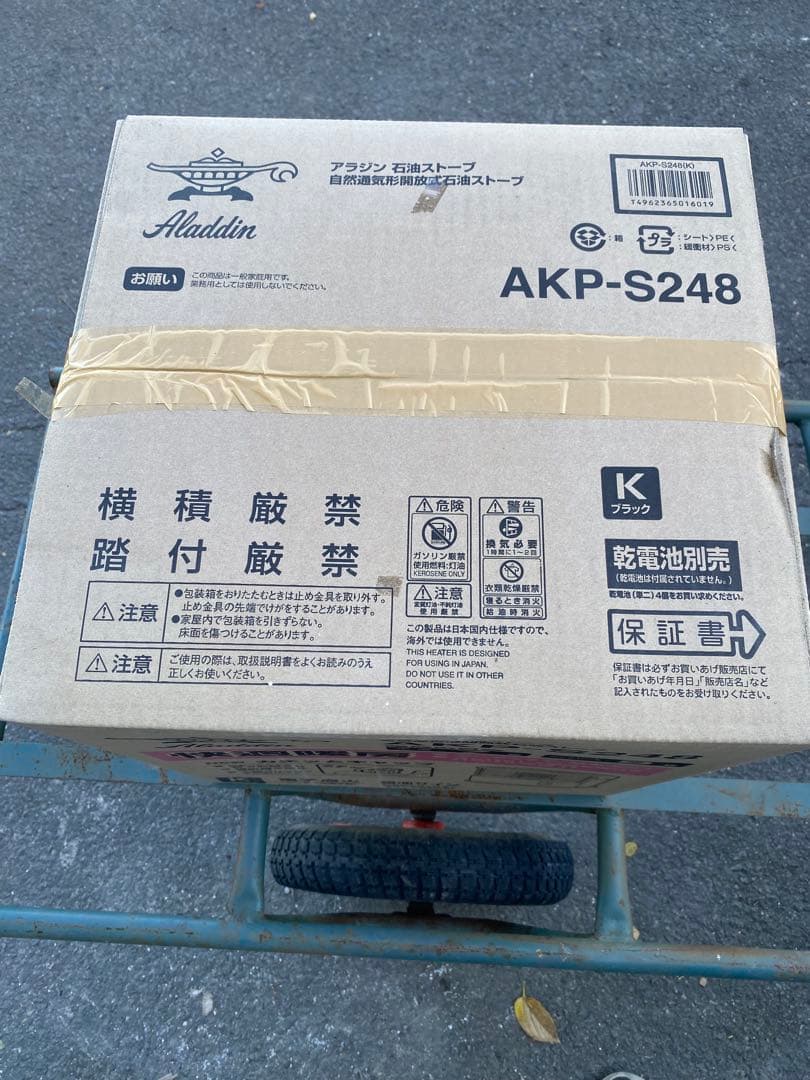 アラジン 石油ストーブ
自然通気形開放式石油ストーブ
AKP-S248(K)
T4962365016019
Aladdin
:箱
プラ
:シート>PE<
:緩衝材>PS<
お願い
この商品は一般家庭用です。
業務用としては使用しないでください。
AKP-S248
横積厳禁
踏付厳禁
注意
●包装箱をおりたたむときは止め金具を取り外す。
止め金具の先端でけがをすることがあります。
●家屋内で包装箱を引きずらない。
床面を傷つけることがあります。
注意
ご使用の際は、取扱説明書をよくお読みのうえ
正しくお使いください。
危険
ガソリン厳禁
使用燃料:灯油
KEROSENE ONLY
注意
変質灯油・不純灯油
使用厳禁
警告
換気必要
1時間に1~2回
衣類乾燥厳禁
寝るとき消火
給油時消火
この製品は日本国内仕様ですので、
海外では使用できません。
THIS HEATER IS DESIGNED
FOR USING IN JAPAN.
DO NOT USE IT IN OTHER
COUNTRIES.
K
ブラック
乾電池別売
(乾電池は付属されていません。)
乾電池(単二)4個をお買い求めください。
保証書
保証書は必ずお買いあげ販売店にて
「お買いあげ年月日」「販売店名」など
記入されたものをお受け取りください。
Aladdin